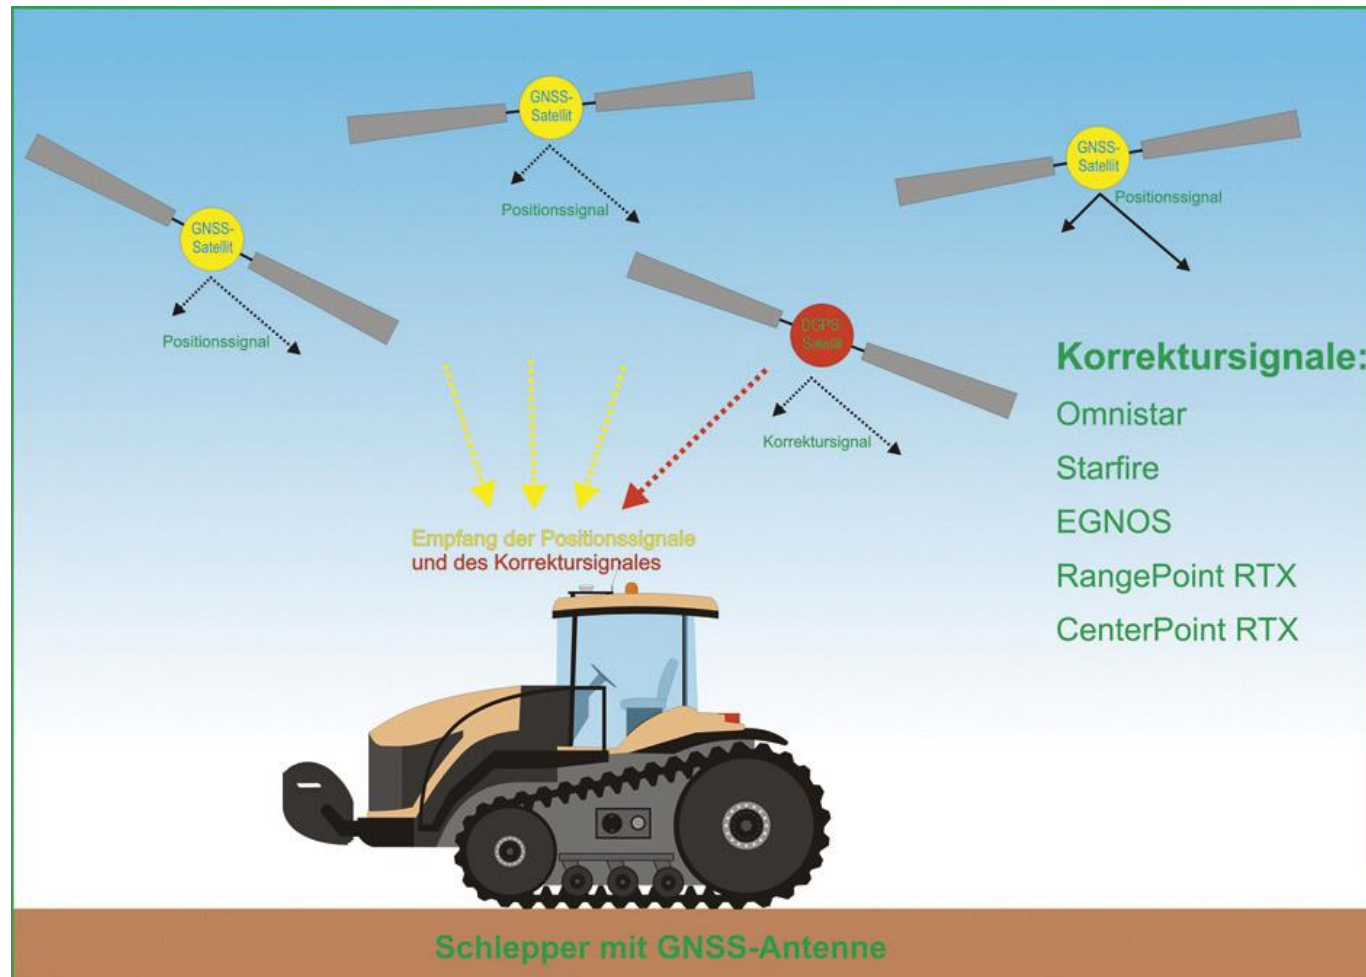 GNSS-
Satellit
Positionssignal
GNSS-
Satellit
Positionssignal
GNSS-
Satellit
Positionssignal
DGPS-
Satellit
Korrektursignal
Korrektursignale:
Omnistar
Starfire
EGNOS
RangePoint RTX
CenterPoint RTX
Empfang der Positionssignale
und des Korrektursignales
Schlepper mit GNSS-Antenne